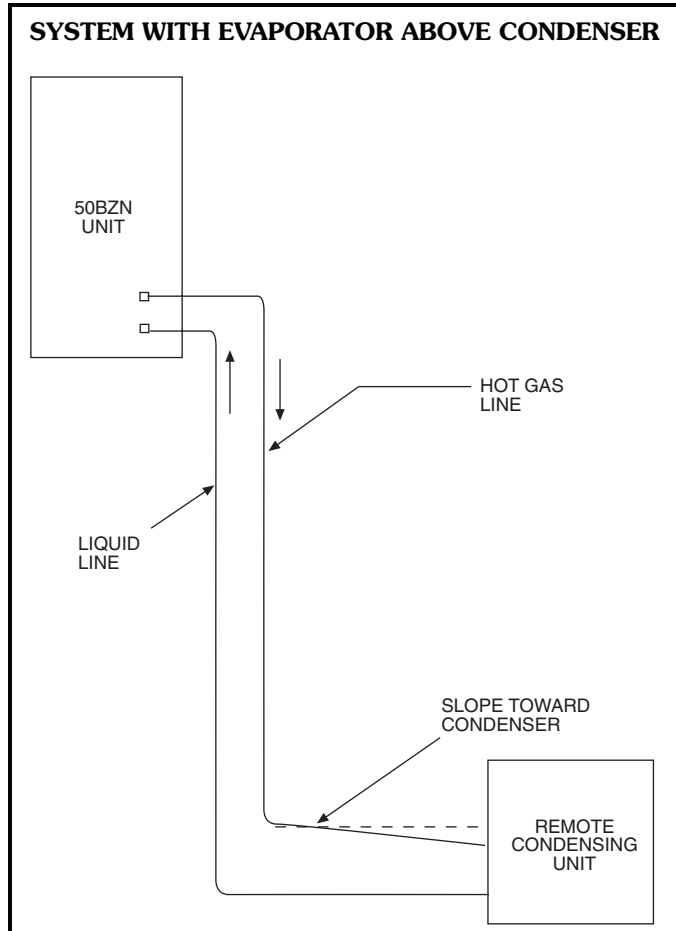 SYSTEM WITH EVAPORATOR ABOVE CONDENSER
50BZN
UNIT
HOT GAS
LINE
LIQUID
LINE
SLOPE TOWARD
CONDENSER
REMOTE
CONDENSING
UNIT